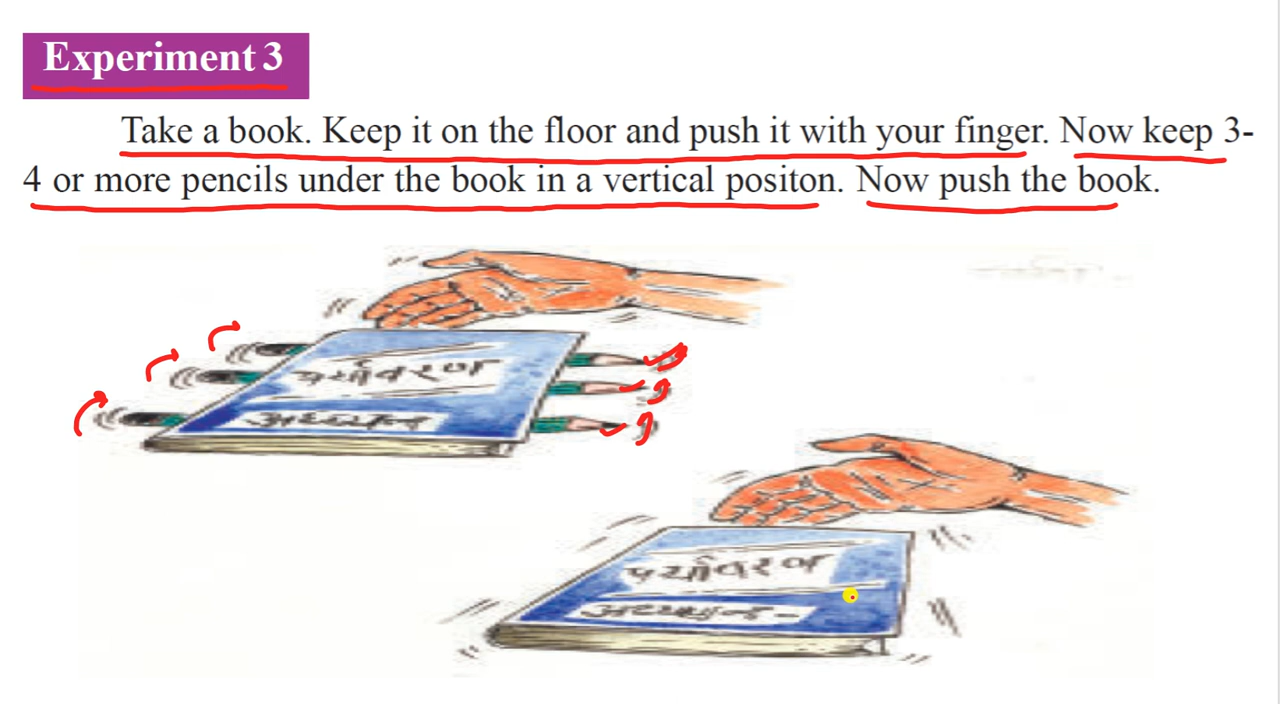 Experiment 3
Take a book. Keep it on the floor and push it with your finger. Now keep 3-
4 or more pencils under the book in a vertical positon. Now push the book.
पर्यावरण
अध्ययन
पर्यावरण
अध्ययन -